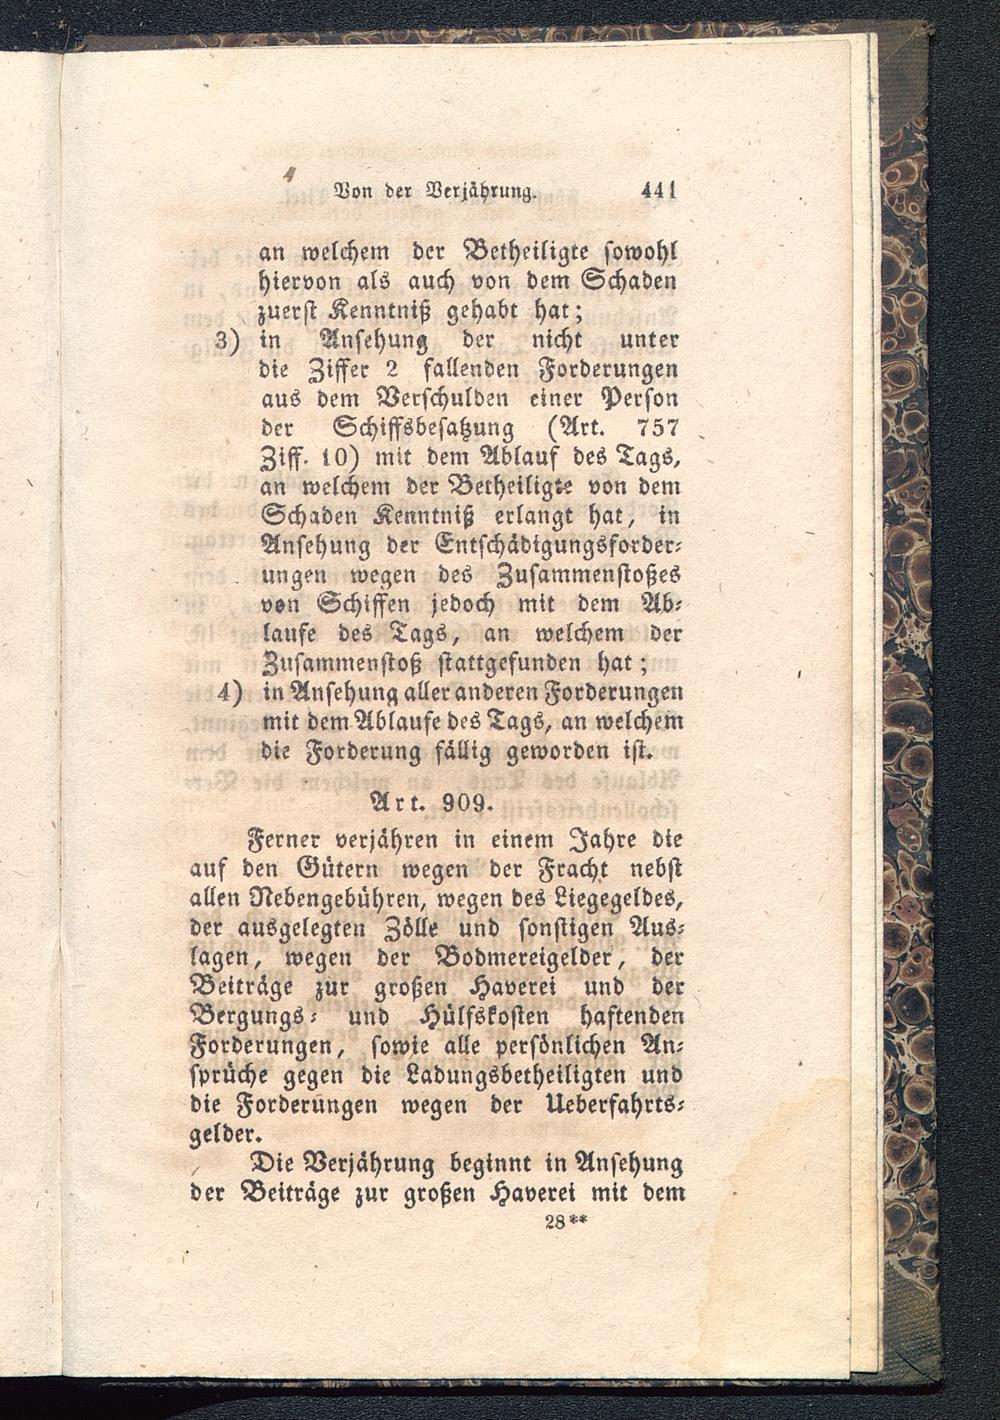 Von der Verjährung. 441
an welchem der Betheiligte sowohl
hiervon als auch von dem Schaden
zuerst Kenntniß gehabt hat;
3) in Ansehung der nicht unter
die Ziffer 2 fallenden Forderungen
aus dem Verschulden einer Person
der Schiffsbesatzung (Art. 757
Ziff. 10) mit dem Ablauf des Tags,
an welchem der Betheiligte von dem
Schaden Kenntniß erlangt hat, in
Ansehung der Entschädigungsforder-
ungen wegen des Zusammenstoßes
von Schiffen jedoch mit dem Ab-
laufe des Tags, an welchem der
Zusammenstoß stattgefunden hat;
4) in Ansehung aller anderen Forderungen
mit dem Ablaufe des Tags, an welchem
die Forderung fällig geworden ist.
Art. 909.
Ferner verjähren in einem Jahre die
auf den Gütern wegen der Fracht nebst
allen Nebengebühren, wegen des Liegegeldes,
der ausgelegten Zölle und sonstigen Aus-
lagen, wegen der Bodmereigelder, der
Beiträge zur großen Haverei und der
Bergungs- und Hülfskosten haftenden
Forderungen, sowie alle persönlichen An-
sprüche gegen die Ladungsbetheiligten und
die Forderungen wegen der Ueberfahrts-
gelder.
Die Verjährung beginnt in Ansehung
der Beiträge zur großen Haverei mit dem
28**